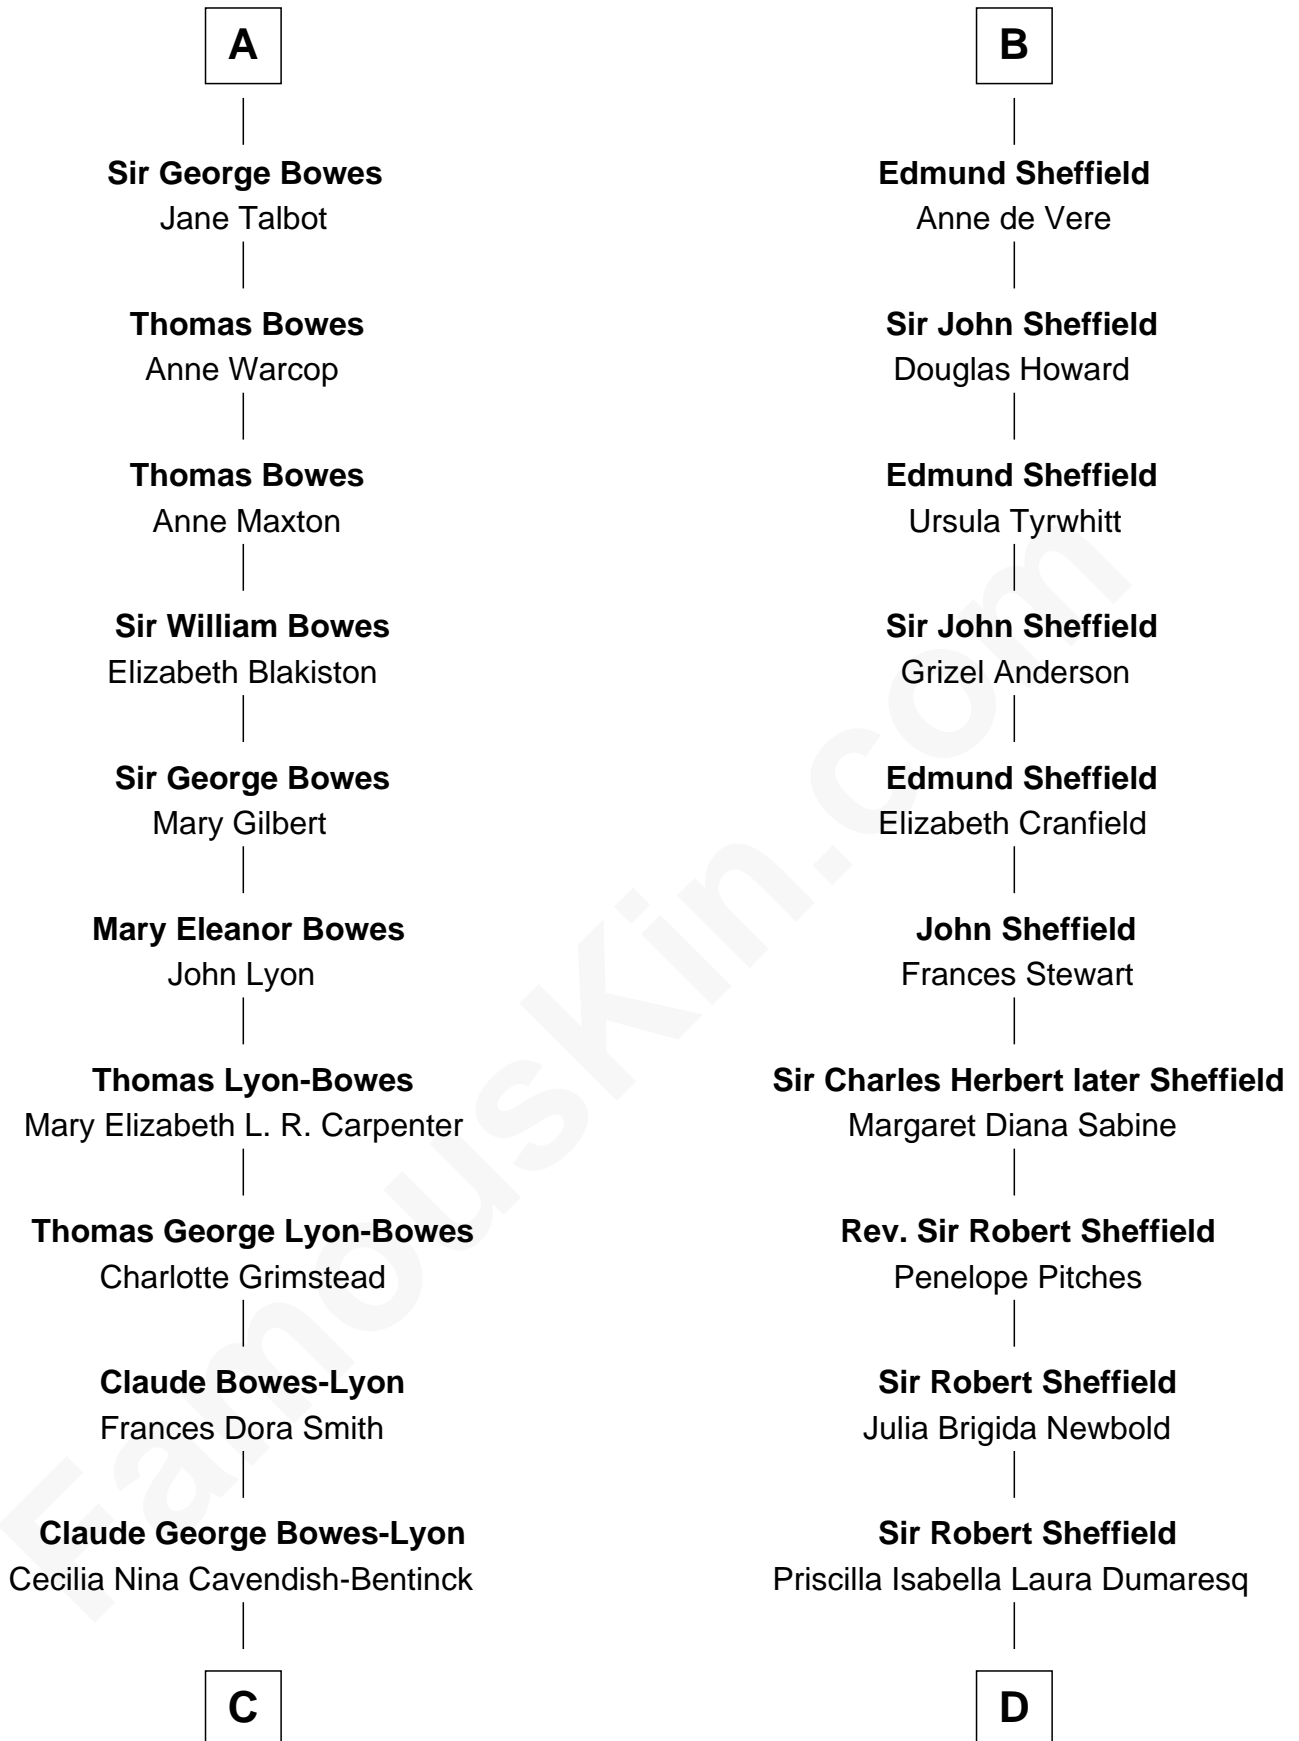 A
B
Sir George Bowes
Jane Talbot
Edmund Sheffield
Anne de Vere
Thomas Bowes
Anne Warcop
Sir John Sheffield
Douglas Howard
Thomas Bowes
Anne Maxton
Edmund Sheffield
Ursula Tyrwhitt
Sir William Bowes
Elizabeth Blakiston
Sir John Sheffield
Grizel Anderson
Sir George Bowes
Mary Gilbert
Edmund Sheffield
Elizabeth Cranfield
Mary Eleanor Bowes
John Lyon
John Sheffield
Frances Stewart
Thomas Lyon-Bowes
Mary Elizabeth L. R. Carpenter
Sir Charles Herbert later Sheffield
Margaret Diana Sabine
Thomas George Lyon-Bowes
Charlotte Grimstead
Rev. Sir Robert Sheffield
Penelope Pitches
Claude Bowes-Lyon
Frances Dora Smith
Sir Robert Sheffield
Julia Brigida Newbold
Claude George Bowes-Lyon
Cecilia Nina Cavendish-Bentinck
Sir Robert Sheffield
Priscilla Isabella Laura Dumaresq
C
D
FamousKin.com